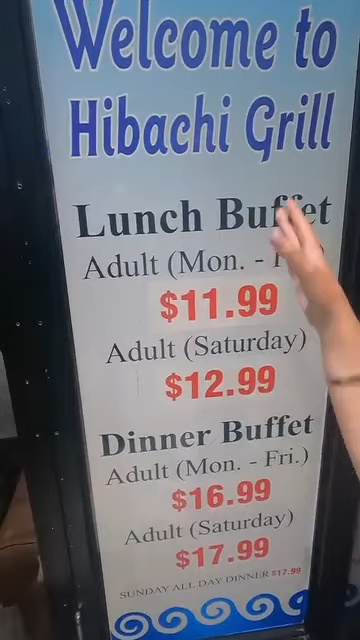 Welcome to
Hibachi Grill
Lunch Buffet
Adult (Mon. -
$11.99
Adult (Saturday)
$12.99
Dinner Buffet
Adult (Mon. - Fri.)
$16.99
Adult (Saturday)
$17.99
SUNDAY ALL DAY DINNER $17.99